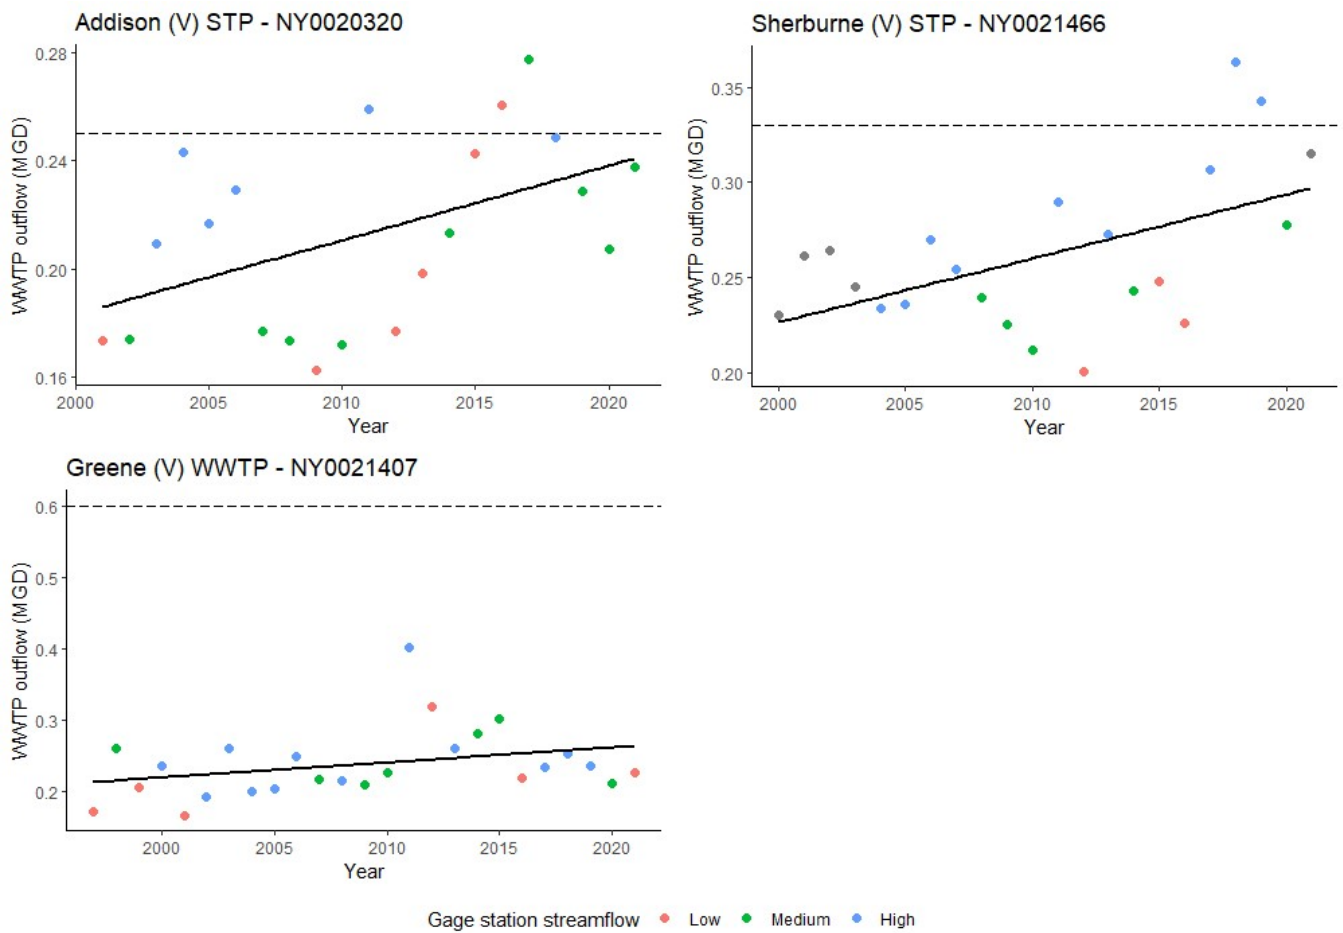 Addison (V) STP - NY0020320
0.28
0.24
0.20
0.16
WWTP outflow (MGD)
2000 2005 2010 2015 2020
Year
Sherburne (V) STP - NY0021466
0.35
0.30
0.25
0.20
WWTP outflow (MGD)
2000 2005 2010 2015 2020
Year
Greene (V) WWTP - NY0021407
0.6
0.5
0.4
0.3
0.2
WWTP outflow (MGD)
2000 2005 2010 2015 2020
Year
Gage station streamflow Low Medium High